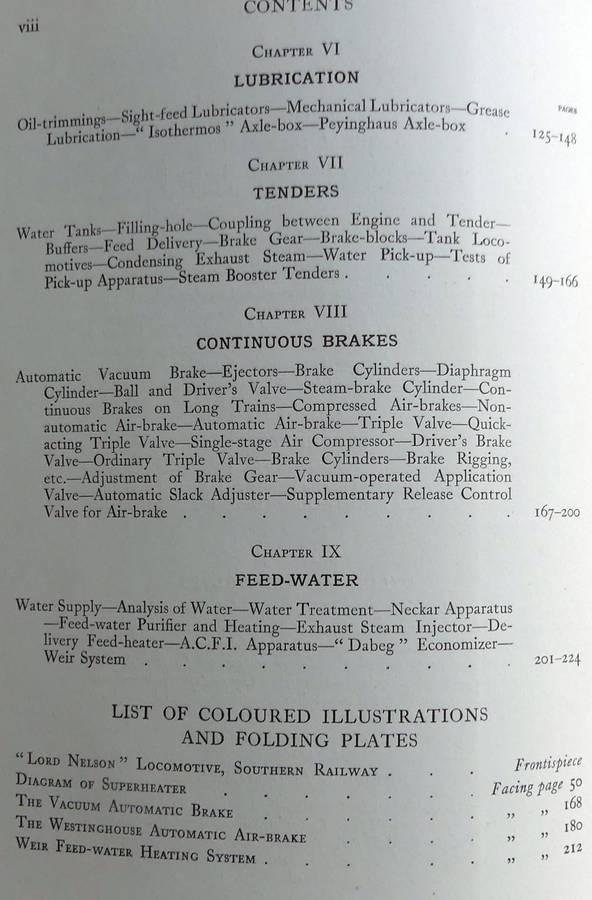 CONTENTS
viii
CHAPTER VI
LUBRICATION
PAGES
Oil-trimmings—Sight-feed Lubricators—Mechanical Lubricators—Grease
Lubrication—“Isothermos” Axle-box—Peyinghaus Axle-box . 125-148
CHAPTER VII
TENDERS
Water Tanks—Filling-hole—Coupling between Engine and Tender—
Buffers—Feed Delivery—Brake Gear—Brake-blocks—Tank Loco-
motives—Condensing Exhaust Steam—Water Pick-up—Tests of
Pick-up Apparatus—Steam Booster Tenders . . . . . 149-166
CHAPTER VIII
CONTINUOUS BRAKES
Automatic Vacuum Brake—Ejectors—Brake Cylinders—Diaphragm
Cylinder—Ball and Driver's Valve—Steam-brake Cylinder—Con-
tinuous Brakes on Long Trains—Compressed Air-brakes—Non-
automatic Air-brake—Automatic Air-brake—Triple Valve—Quick-
acting Triple Valve—Single-stage Air Compressor—Driver's Brake
Valve—Ordinary Triple Valve—Brake Cylinders—Brake Rigging,
etc.—Adjustment of Brake Gear—Vacuum-operated Application
Valve—Automatic Slack Adjuster—Supplementary Release Control
Valve for Air-brake . . . . . . . . . 167-200
CHAPTER IX
FEED-WATER
Water Supply—Analysis of Water—Water Treatment—Neckar Apparatus
—Feed-water Purifier and Heating—Exhaust Steam Injector—De-
livery Feed-heater—A.C.F.I. Apparatus—“Dabeg” Economizer—
Weir System . . . . . . . . . . 201-224
LIST OF COLOURED ILLUSTRATIONS
AND FOLDING PLATES
“LORD NELSON” LOCOMOTIVE, SOUTHERN RAILWAY . . . Frontispiece
DIAGRAM OF SUPERHEATER . . . . . . . Facing page 50
THE VACUUM AUTOMATIC BRAKE . . . . . . „ „ 168
THE WESTINGHOUSE AUTOMATIC AIR-BRAKE . . . . „ „ 180
WEIR FEED-WATER HEATING SYSTEM . . . . . . „ „ 212